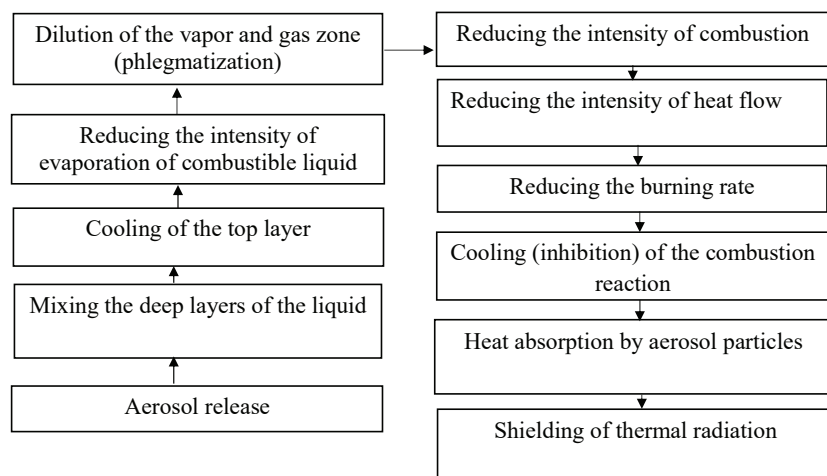 Dilution of the vapor and gas zone
(phlegmatization)
Reducing the intensity of
evaporation of combustible liquid
Cooling of the top layer
Mixing the deep layers of the liquid
Aerosol release
Reducing the intensity of combustion
Reducing the intensity of heat flow
Reducing the burning rate
Cooling (inhibition) of the combustion
reaction
Heat absorption by aerosol particles
Shielding of thermal radiation